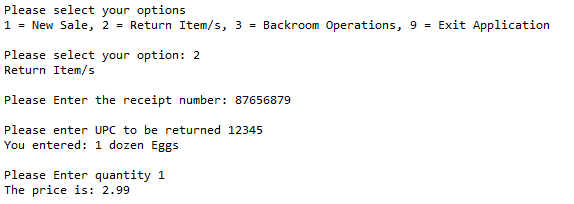 Please select your options
1 = New Sale, 2 = Return Item/s, 3 = Backroom Operations, 9 = Exit Application
Please select your option: 2
Return Item/s
Please Enter the receipt number: 87656879
Please enter UPC to be returned 12345
You entered: 1 dozen Eggs
Please Enter quantity 1
The price is: 2.99